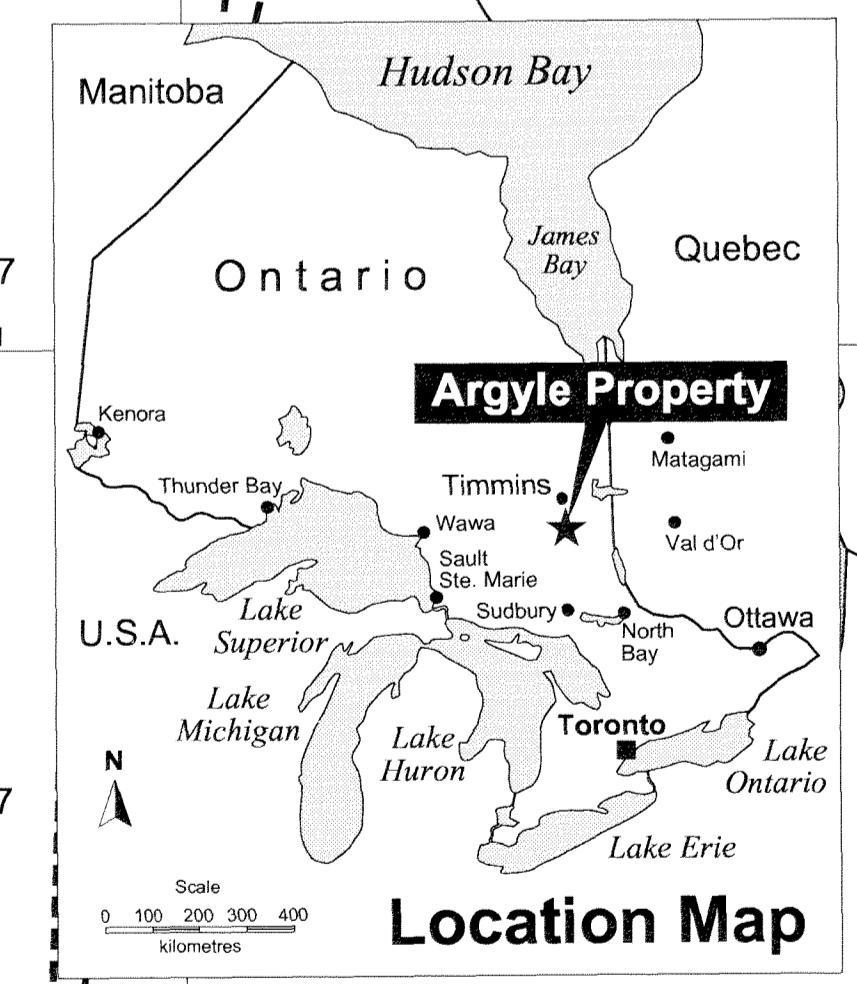 Hudson Bay
Manitoba
James
Bay
Quebec
Ontario
7
Argyle Property
Kenora
Matagami
Thunder Bay
Timmins
Wawa
Val d'Or
Sault
Ste. Marie
Lake
Superior
Sudbury
North
Bay
Ottawa
U.S.A.
Lake
Michigan
Lake
Huron
Toronto
Lake
Ontario
N
7
Lake Erie
Scale
0 100 200 300 400
kilometres
Location Map